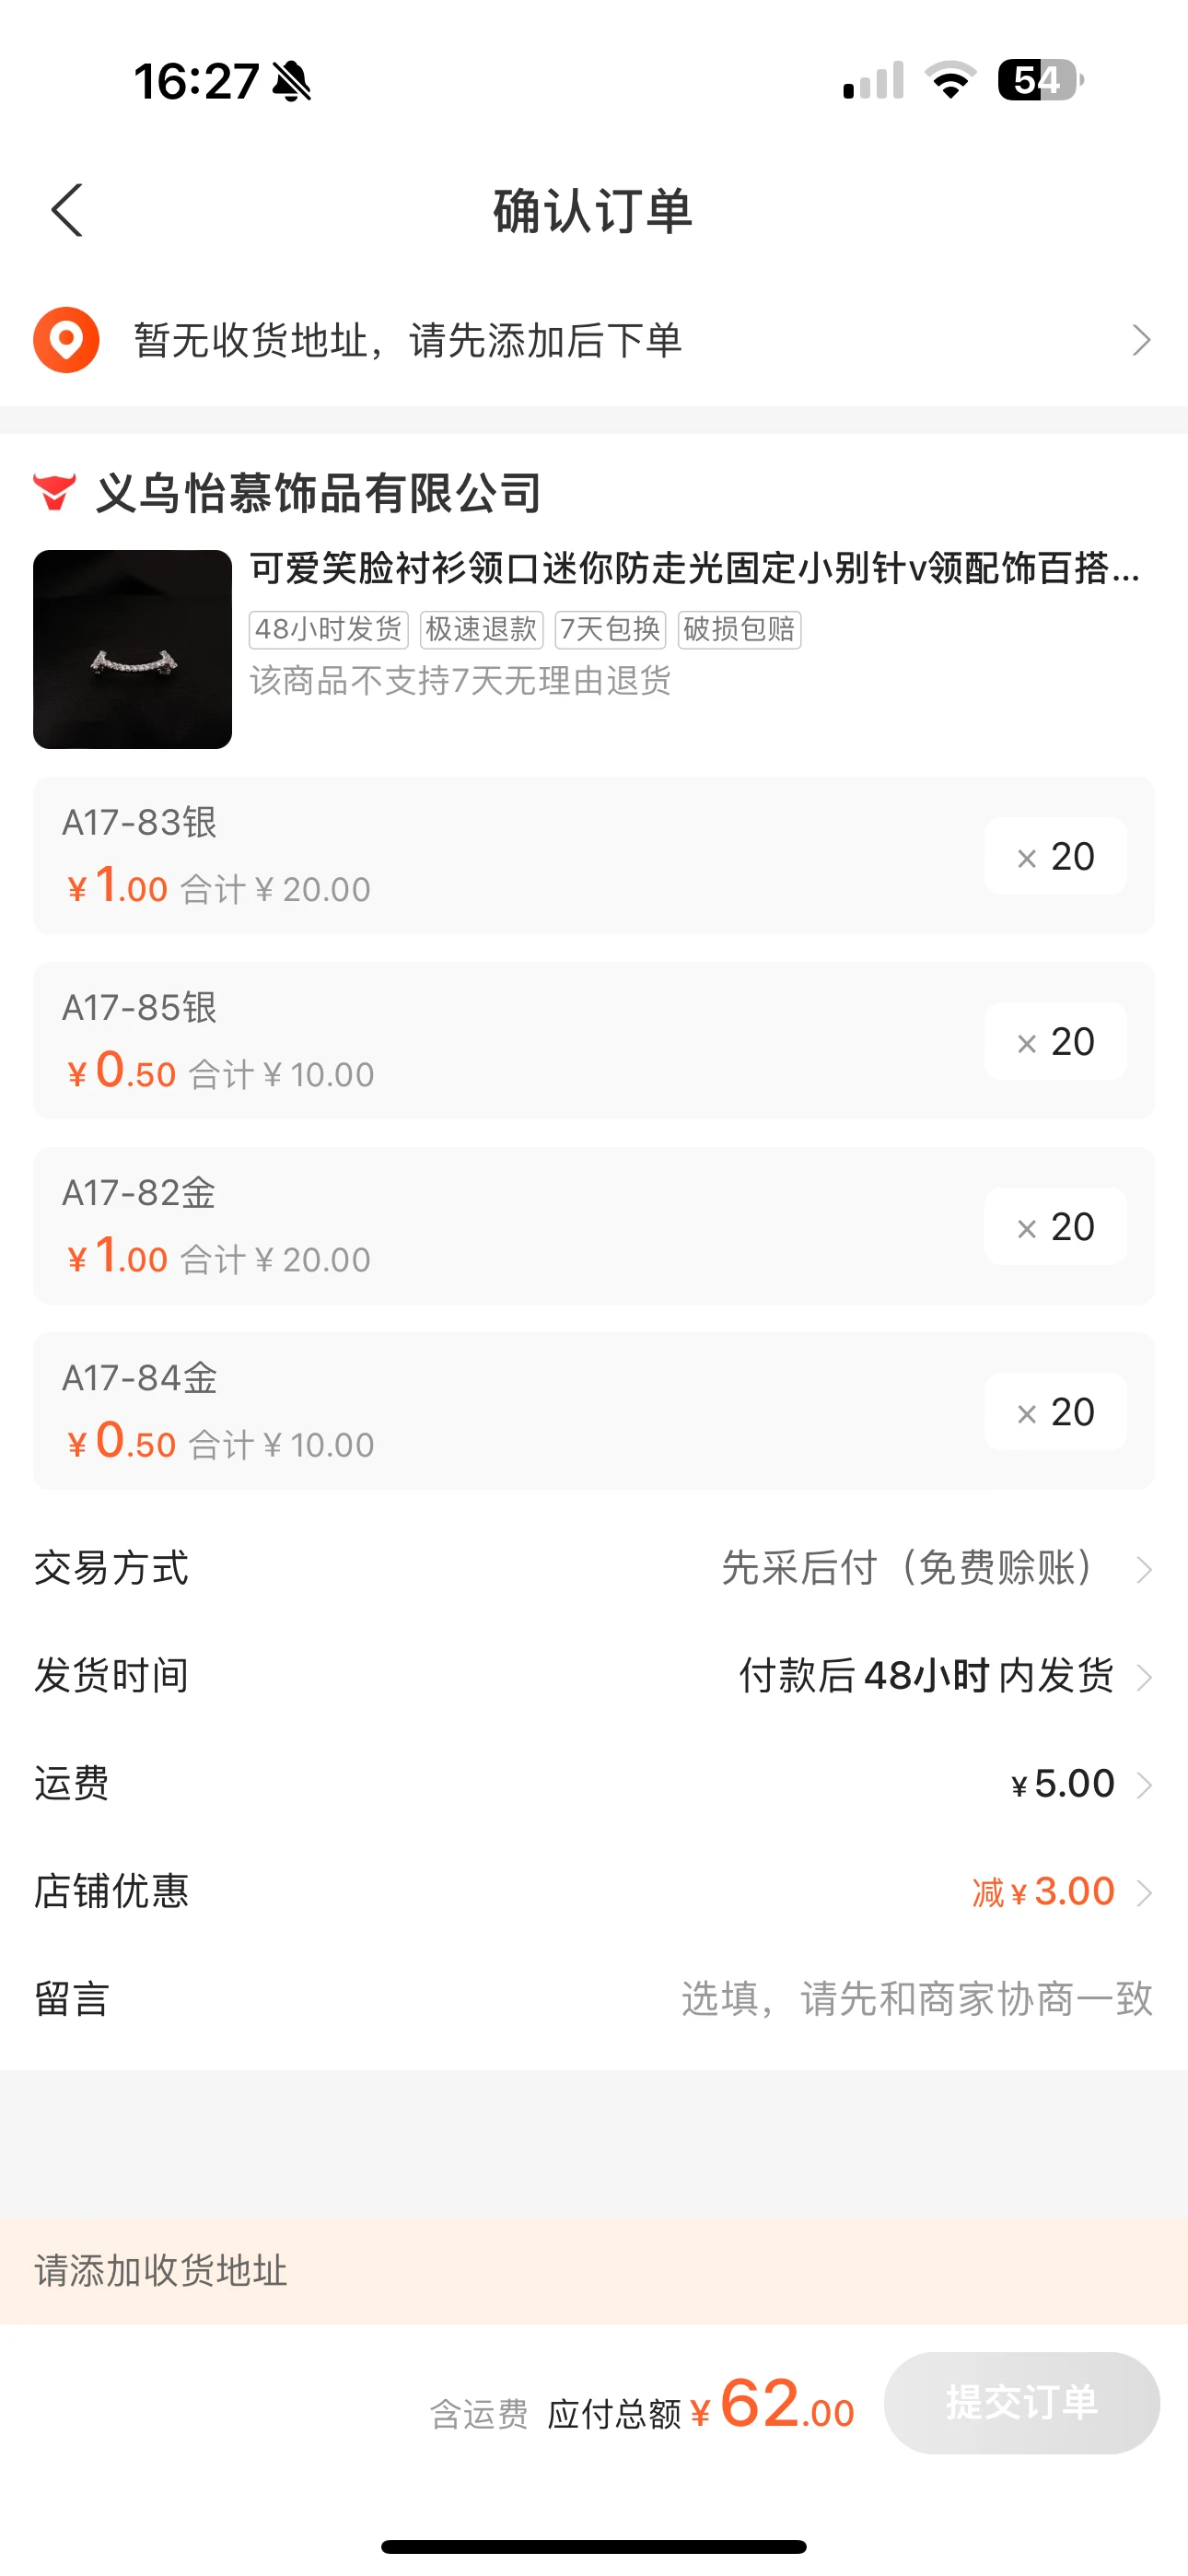 16:27
54
确认订单
暂无收货地址，请先添加后下单
义乌怡慕饰品有限公司
可爱笑脸衬衫领口迷你防走光固定小别针v领配饰百搭...
48小时发货 极速退款 7天包换 破损包赔
该商品不支持7天无理由退货
A17-83银
¥1.00 合计¥20.00
× 20
A17-85银
¥0.50 合计¥10.00
× 20
A17-82金
¥1.00 合计¥20.00
× 20
A17-84金
¥0.50 合计¥10.00
× 20
交易方式 先采后付（免费赊账）
发货时间 付款后48小时内发货
运费 ¥5.00
店铺优惠 减¥3.00
留言 选填，请先和商家协商一致
请添加收货地址
含运费 应付总额¥62.00 提交订单